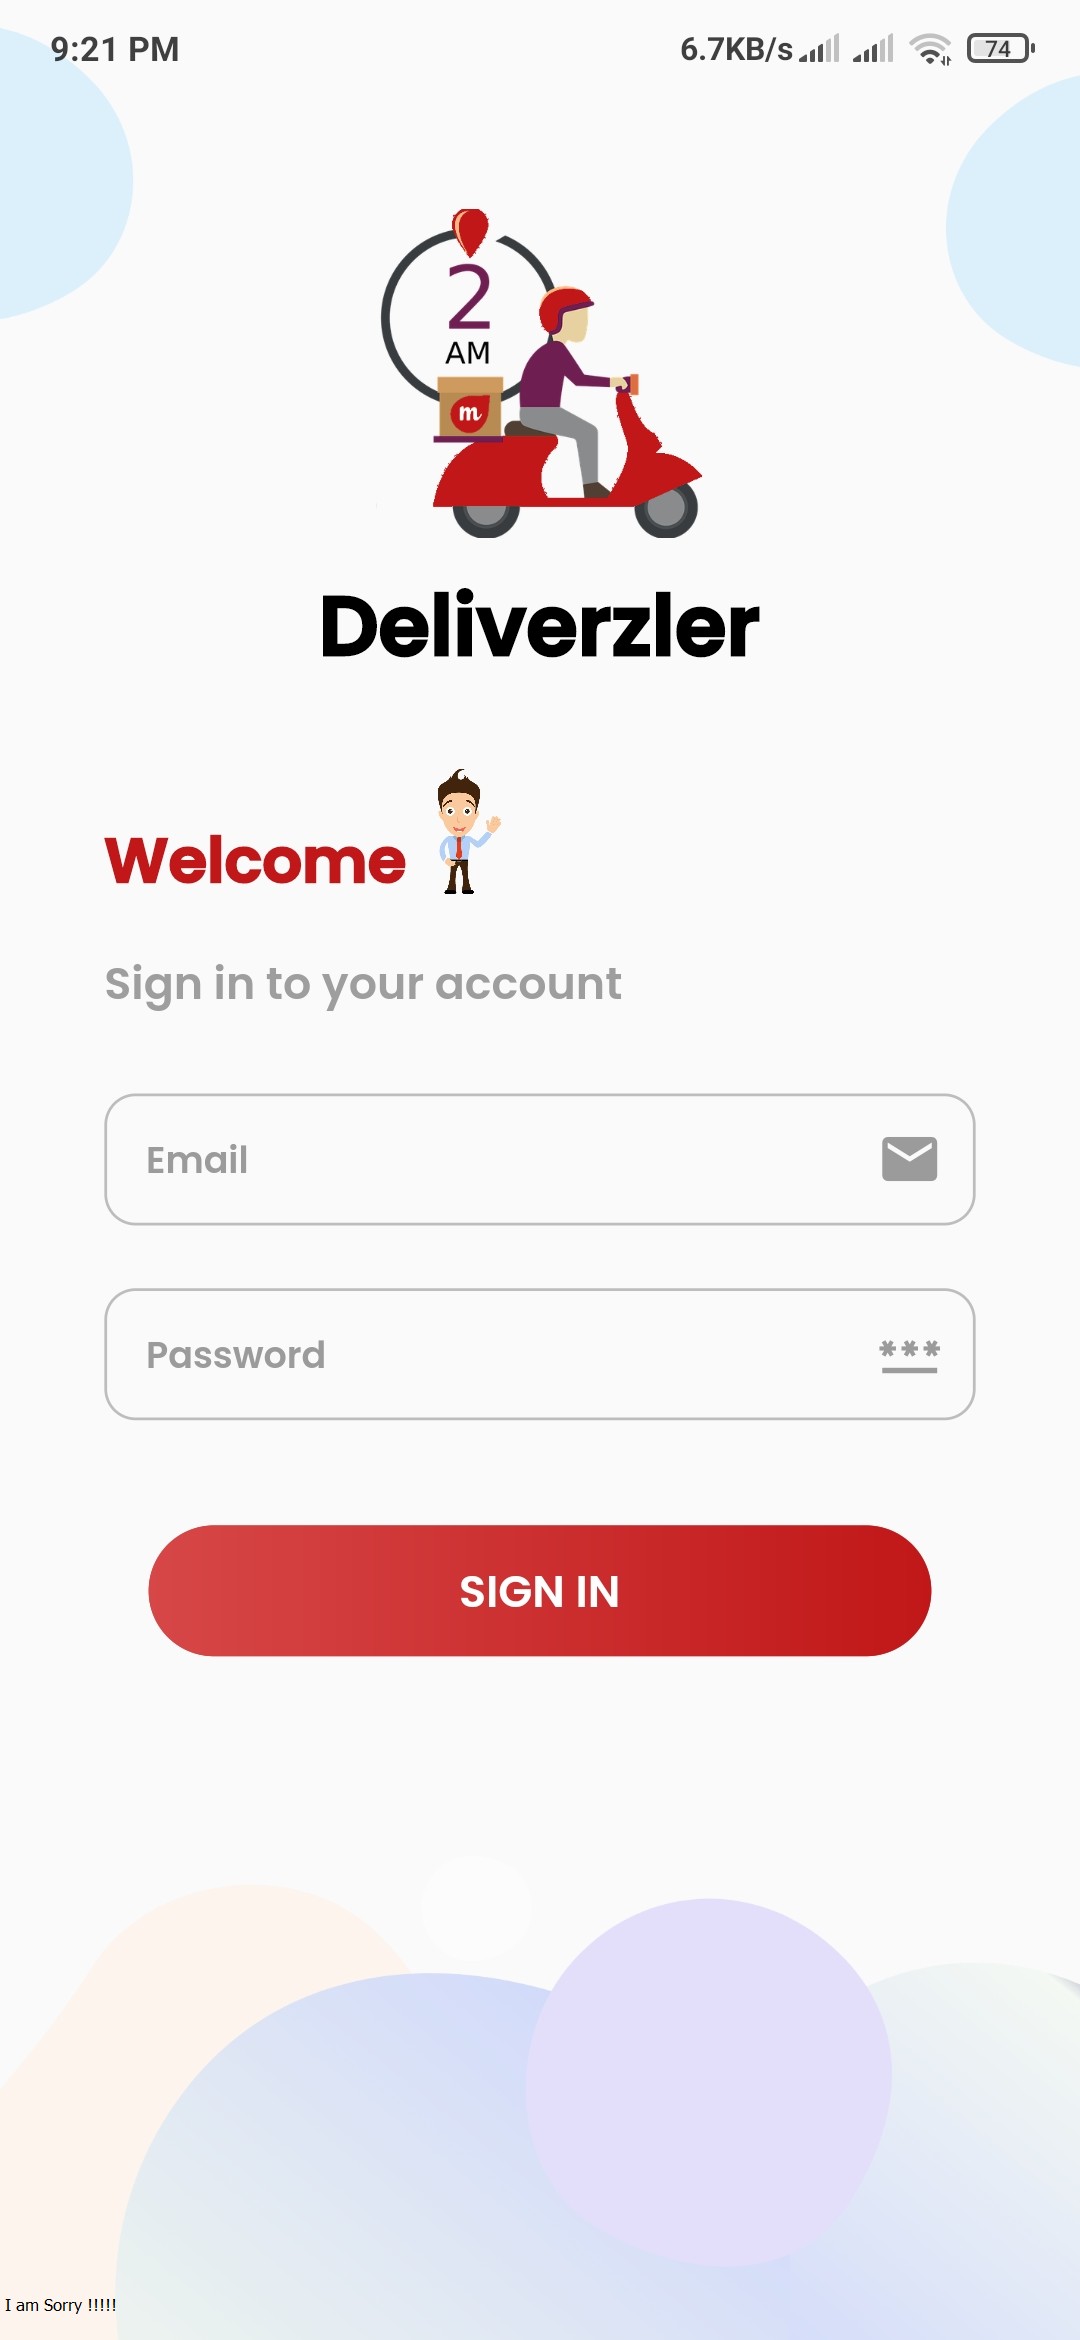 9:21 PM 6.7KB/s 74
2
AM
m
Deliverzler
Welcome
Sign in to your account
Email
Password
***
SIGN IN
I am Sorry !!!!!